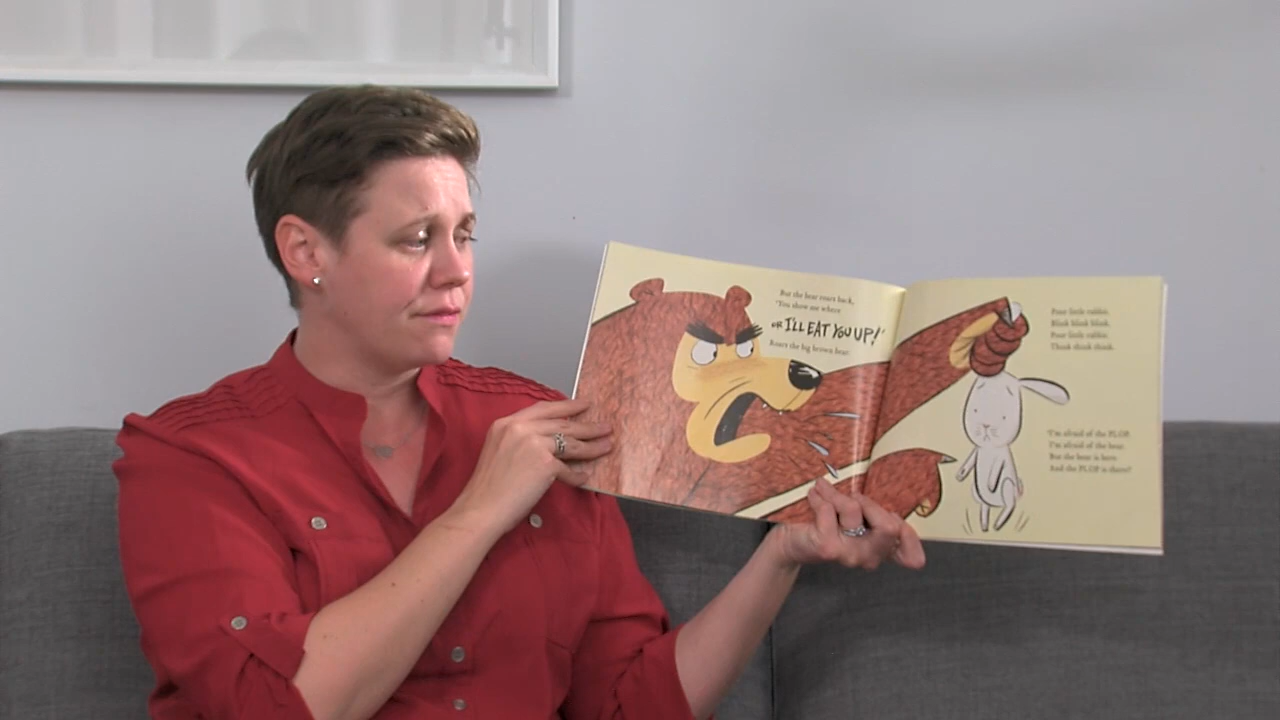 But the bear roars back,
"You show me where
OR I'LL EAT YOU UP!"
Roars the big brown bear.
Poor little rabbit.
Blink blink blink.
Poor little rabbit.
Think think think.
"I'm afraid of the PLOP.
I'm afraid of the bear.
But the bear is here
And the PLOP is there!"